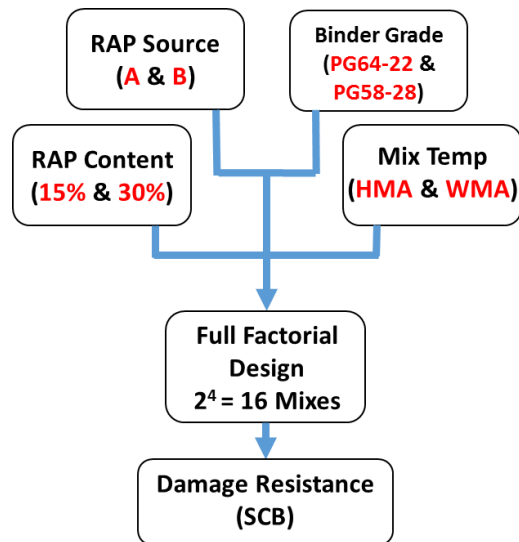 RAP Source
(A & B)
Binder Grade
(PG64-22 &
PG58-28)
RAP Content
(15% & 30%)
Mix Temp
(HMA & WMA)
Full Factorial
Design
2⁴ = 16 Mixes
Damage Resistance
(SCB)